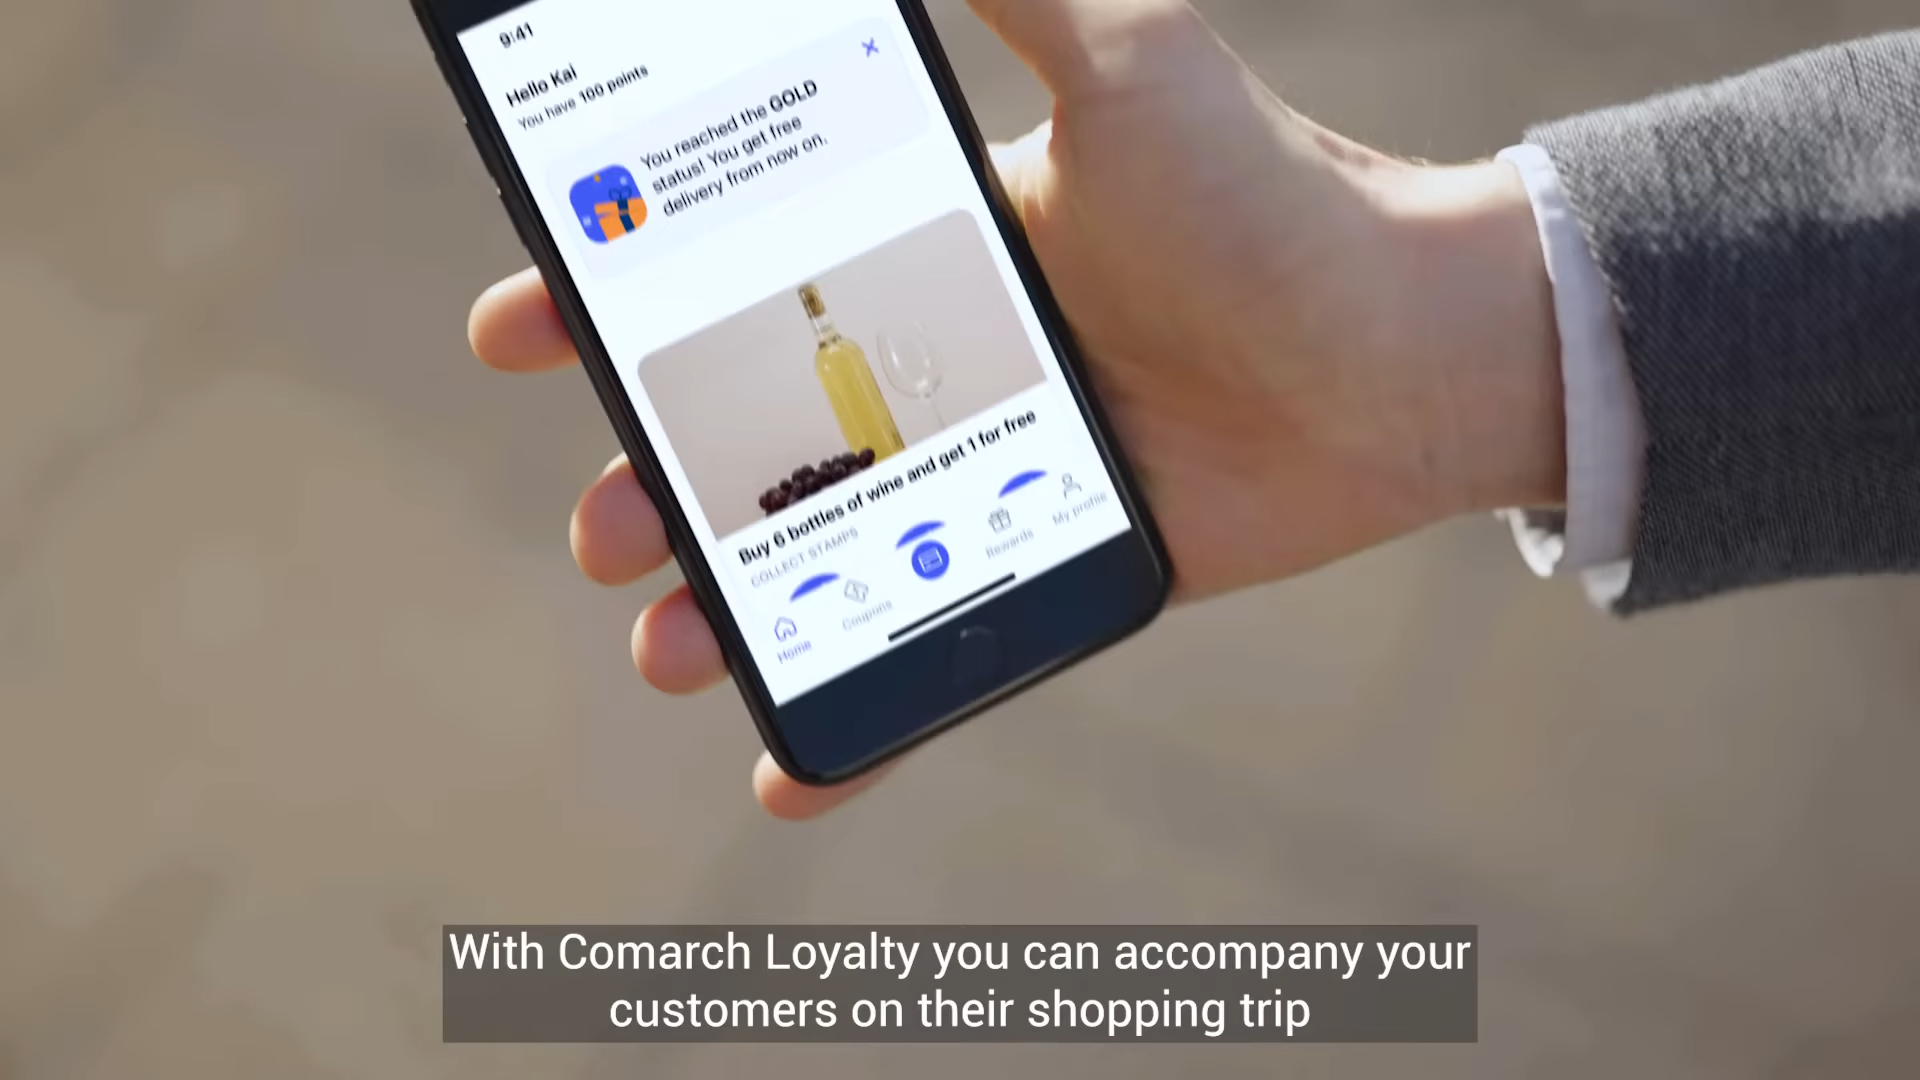 9:41
Hello Kai
You have 100 points
You reached the GOLD
status! You get free
delivery from now on.
Buy 6 bottles of wine and get 1 for free
COLLECT STAMPS
Home
Coupons
Rewards
My profile
With Comarch Loyalty you can accompany your
customers on their shopping trip